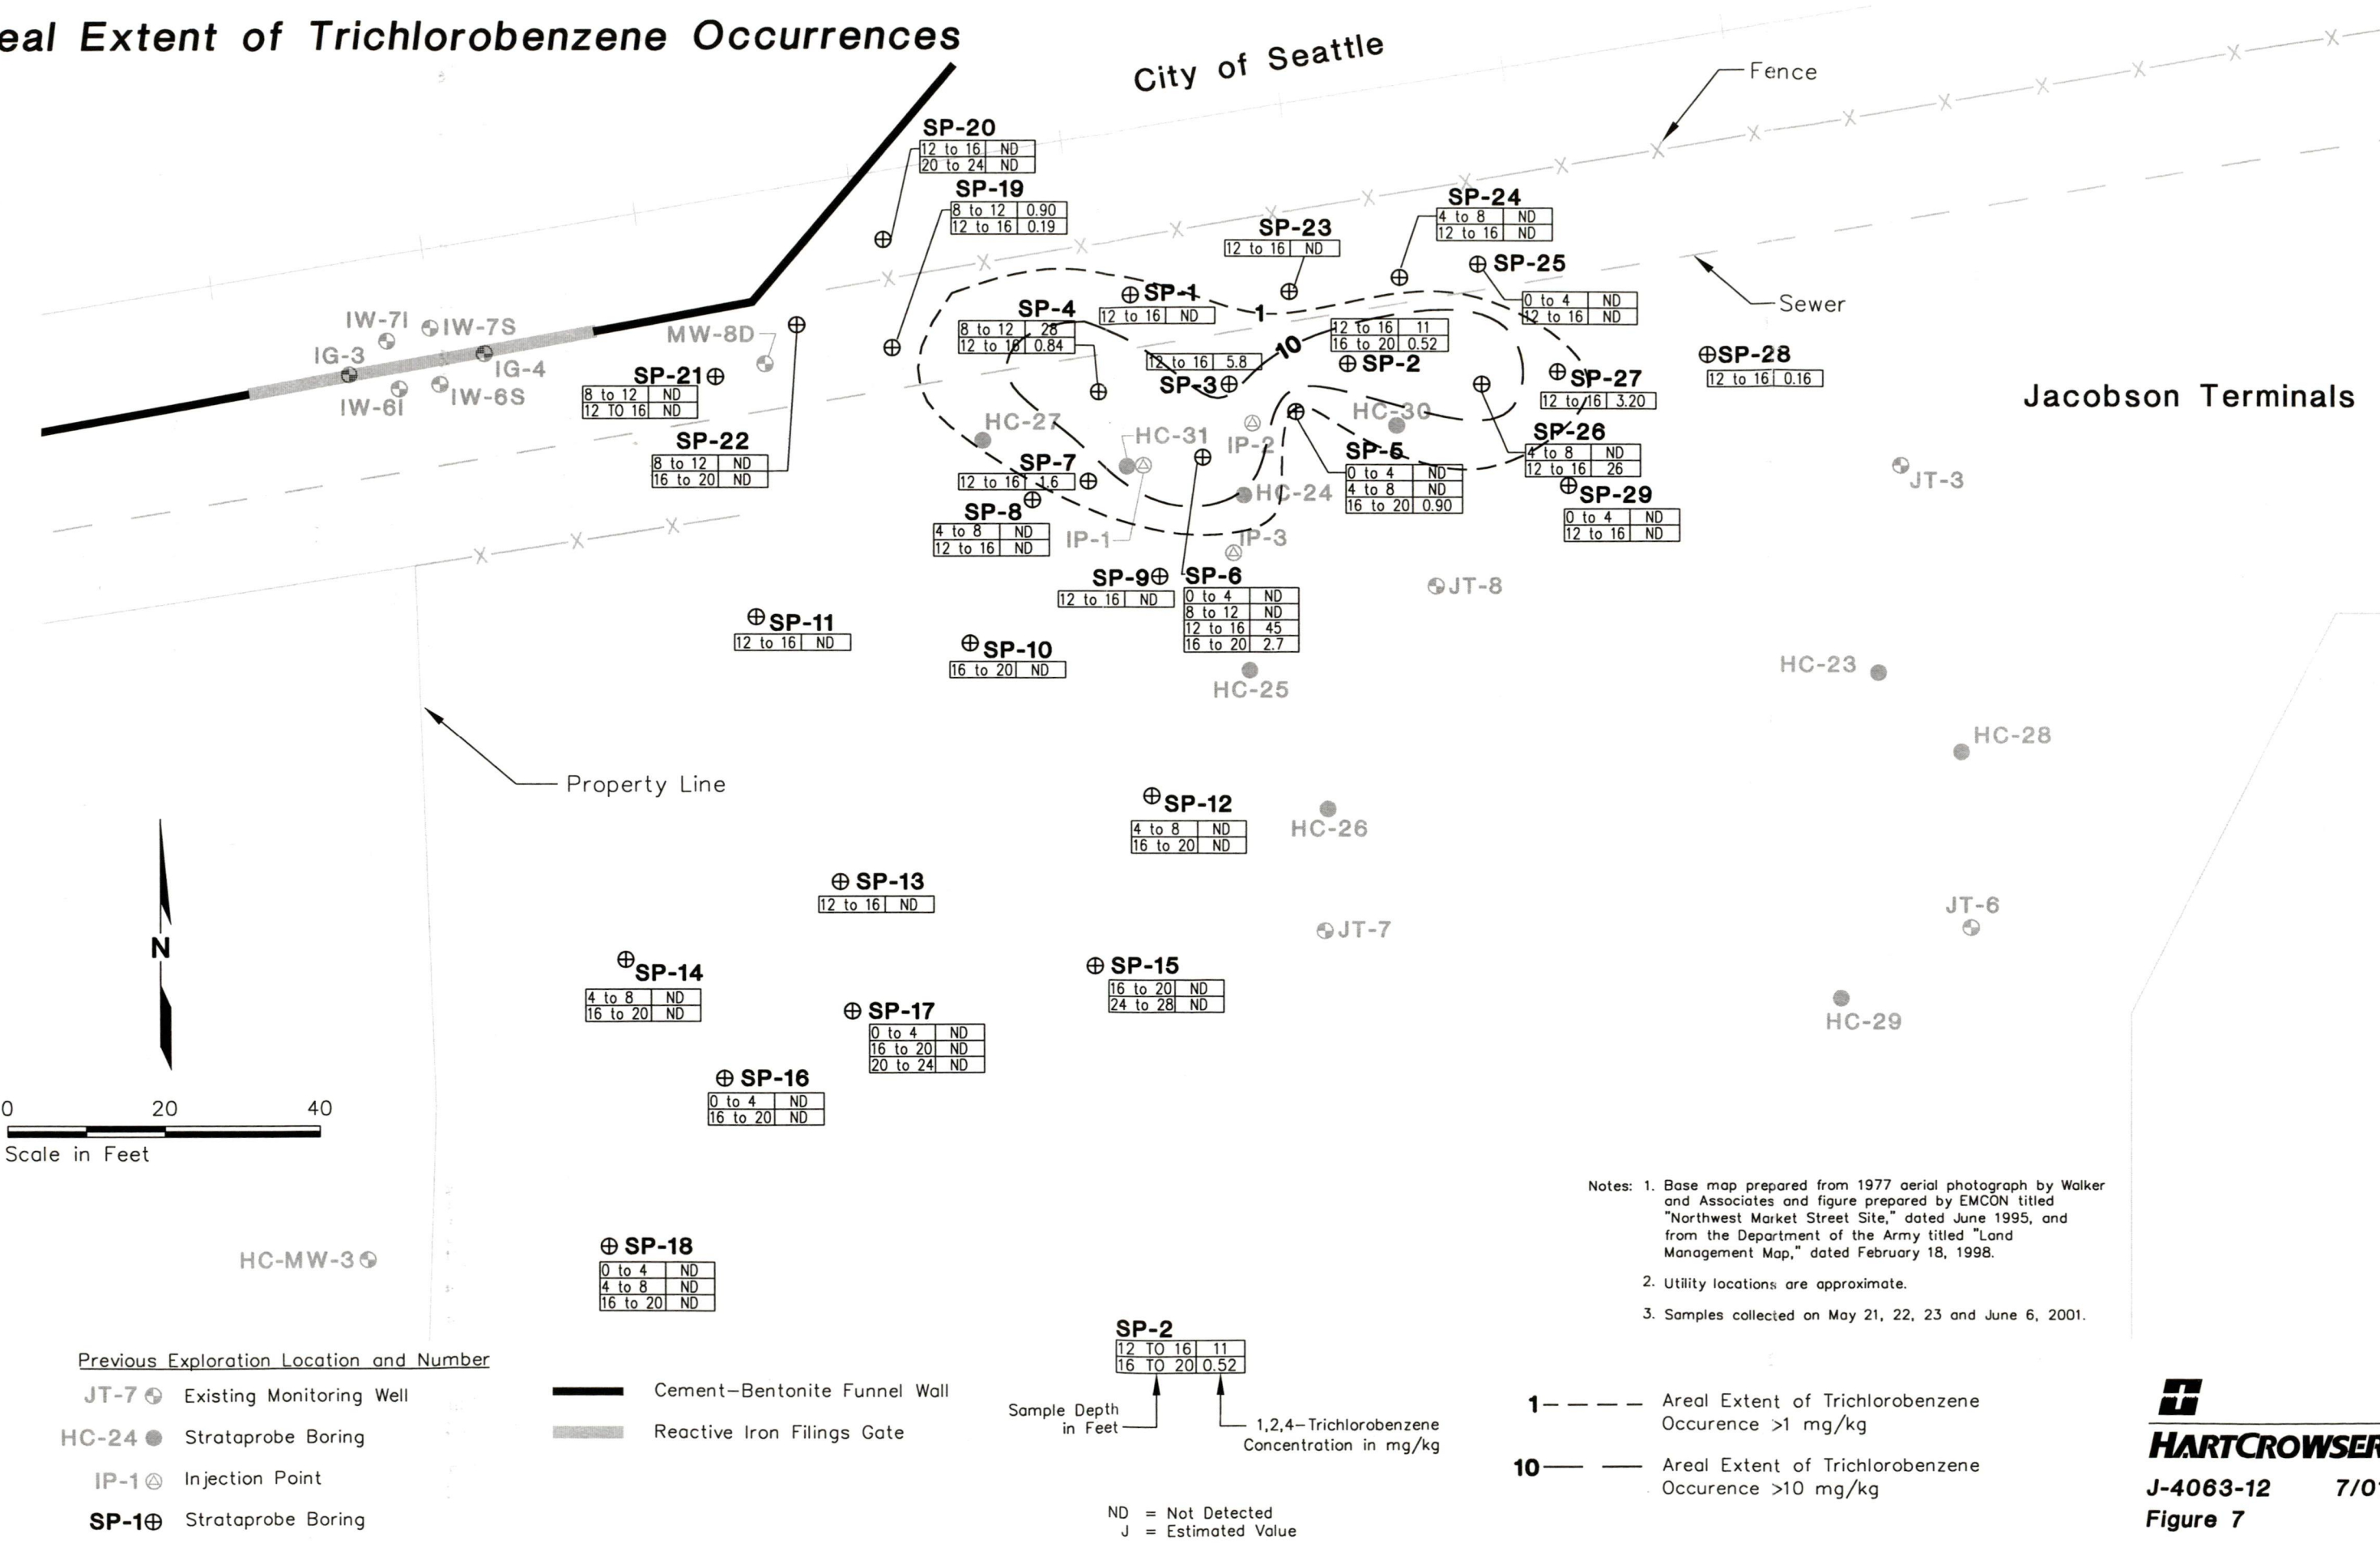 eal Extent of Trichlorobenzene Occurrences
City of Seattle
Fence
SP-20
12 to 16 ND
20 to 24 ND
SP-19
8 to 12 0.90
12 to 16 0.19
SP-24
4 to 8 ND
12 to 16 ND
SP-23
12 to 16 ND
SP-25
0 to 4 ND
12 to 16 ND
Sewer
SP-1
12 to 16 ND
1
SP-4
8 to 12 28
12 to 16 0.84
12 to 16 11
16 to 20 0.52
SP-2
10
12 to 16 5.8
SP-3
IW-7I
IW-7S
MW-8D
IG-3
IG-4
IW-6I
IW-6S
SP-21
8 to 12 ND
12 TO 16 ND
SP-28
12 to 16 0.16
SP-27
12 to 16 3.20
Jacobson Terminals
HC-27
HC-31
IP-2
HC-30
SP-22
8 to 12 ND
16 to 20 ND
SP-26
4 to 8 ND
12 to 16 26
SP-5
0 to 4 ND
4 to 8 ND
16 to 20 0.90
SP-7
12 to 16 1.6
HC-24
JT-3
SP-29
0 to 4 ND
12 to 16 ND
SP-8
4 to 8 ND
12 to 16 ND
IP-1
IP-3
SP-9
12 to 16 ND
SP-6
0 to 4 ND
8 to 12 ND
12 to 16 45
16 to 20 2.7
JT-8
SP-11
12 to 16 ND
SP-10
16 to 20 ND
HC-25
HC-23
HC-28
Property Line
SP-12
4 to 8 ND
16 to 20 ND
HC-26
SP-13
12 to 16 ND
JT-7
JT-6
N
SP-14
4 to 8 ND
16 to 20 ND
SP-15
16 to 20 ND
24 to 28 ND
SP-17
0 to 4 ND
16 to 20 ND
20 to 24 ND
HC-29
SP-16
0 to 4 ND
16 to 20 ND
0 20 40
Scale in Feet
HC-MW-3
SP-18
0 to 4 ND
4 to 8 ND
16 to 20 ND
Notes: 1. Base map prepared from 1977 aerial photograph by Walker
and Associates and figure prepared by EMCON titled
"Northwest Market Street Site," dated June 1995, and
from the Department of the Army titled "Land
Management Map," dated February 18, 1998.
2. Utility locations are approximate.
3. Samples collected on May 21, 22, 23 and June 6, 2001.
Previous Exploration Location and Number
JT-7 Existing Monitoring Well
HC-24 Strataprobe Boring
IP-1 Injection Point
SP-1 Strataprobe Boring
Cement-Bentonite Funnel Wall
Reactive Iron Filings Gate
SP-2
12 TO 16 11
16 TO 20 0.52
Sample Depth
in Feet
1,2,4-Trichlorobenzene
Concentration in mg/kg
ND = Not Detected
J = Estimated Value
1 Areal Extent of Trichlorobenzene
Occurence >1 mg/kg
10 Areal Extent of Trichlorobenzene
Occurence >10 mg/kg
HARTCROWSER
J-4063-12 7/01
Figure 7